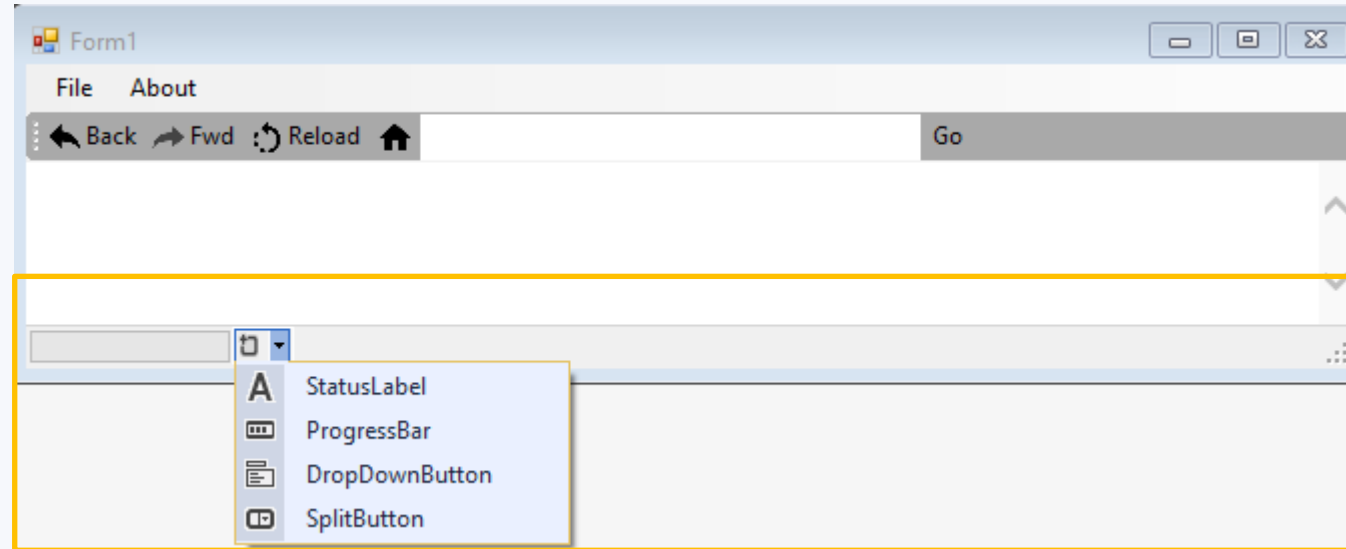 Form1
File About
Back Fwd Reload Go
StatusLabel
ProgressBar
DropDownButton
SplitButton